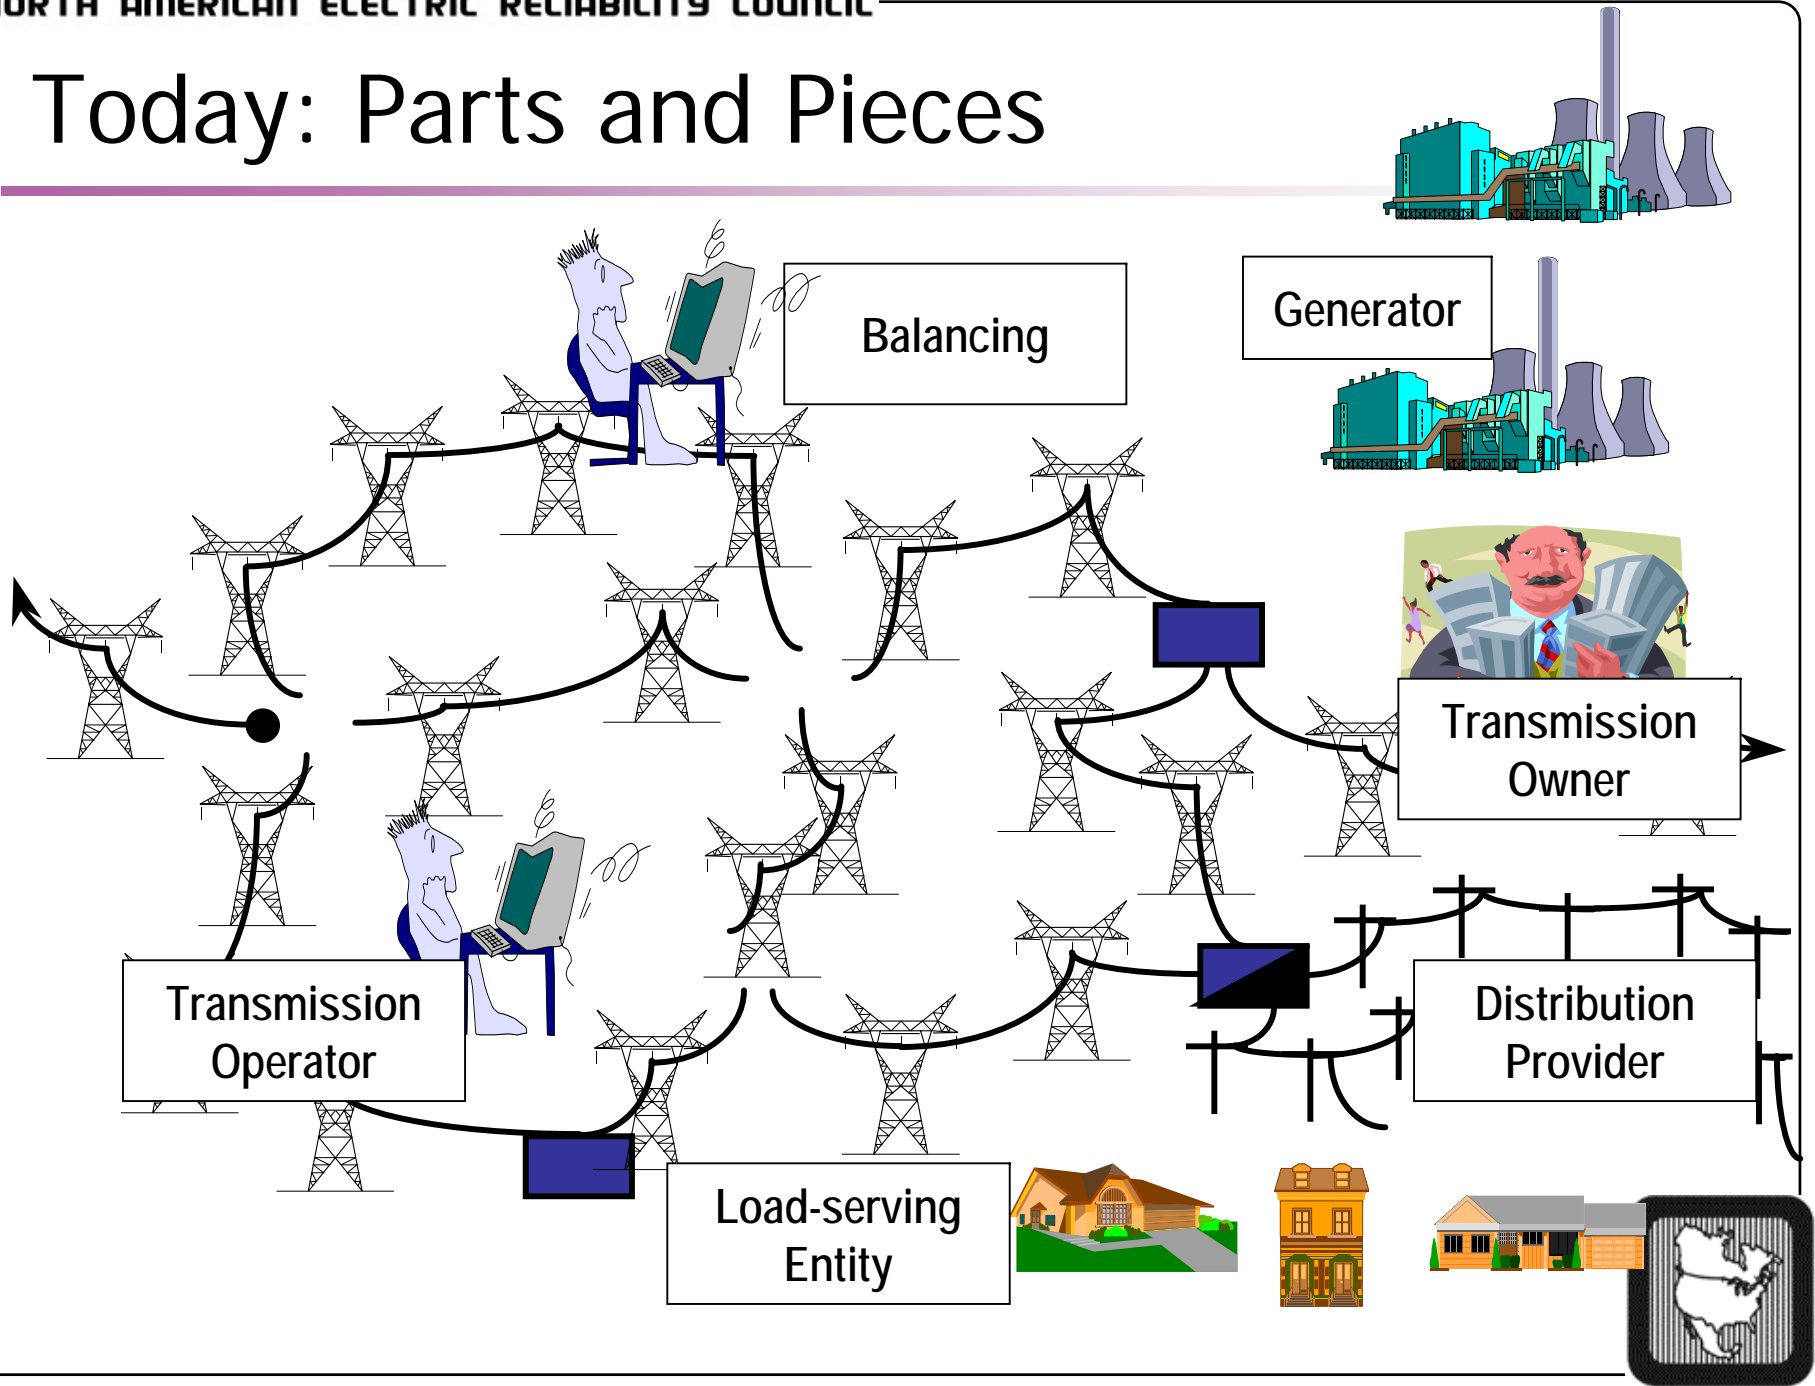 NORTH AMERICAN ELECTRIC RELIABILITY COUNCIL
Today: Parts and Pieces
Balancing
Generator
Transmission
Owner
Transmission
Operator
Distribution
Provider
Load-serving
Entity